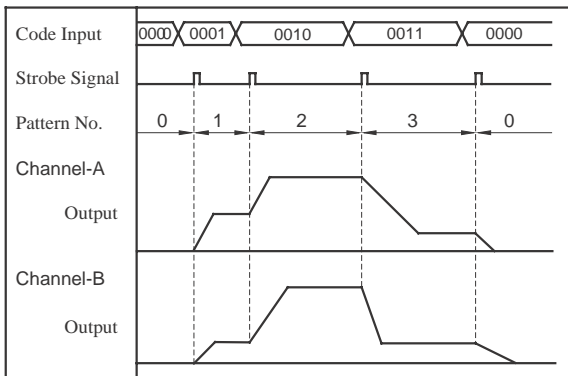 Code Input 0000 0001 0010 0011 0000
Strobe Signal
Pattern No. 0 1 2 3 0
Channel-A
Output
Channel-B
Output